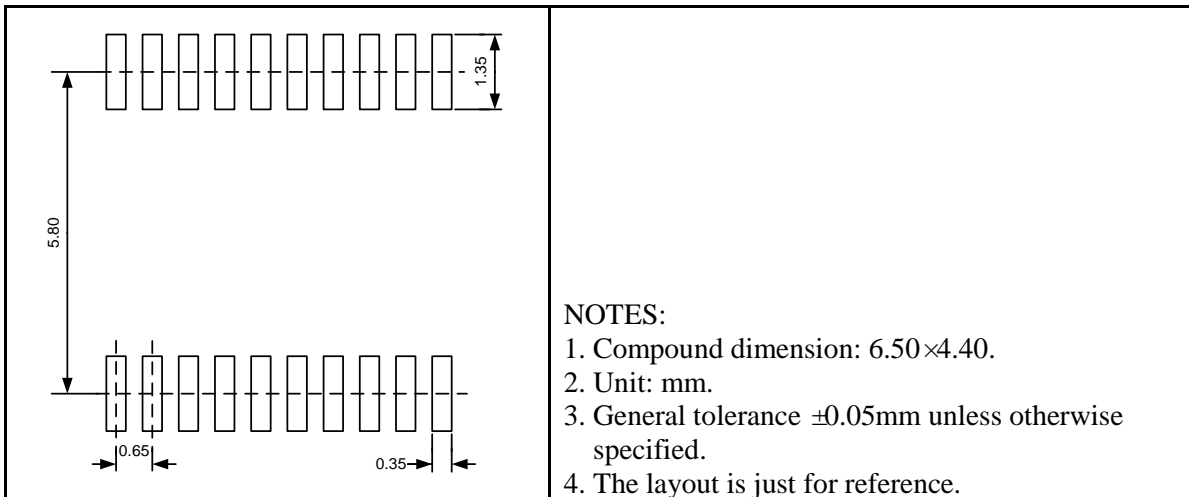 1.35
5.80
0.65
0.35
NOTES:
1. Compound dimension: 6.50×4.40.
2. Unit: mm.
3. General tolerance ±0.05mm unless otherwise
specified.
4. The layout is just for reference.